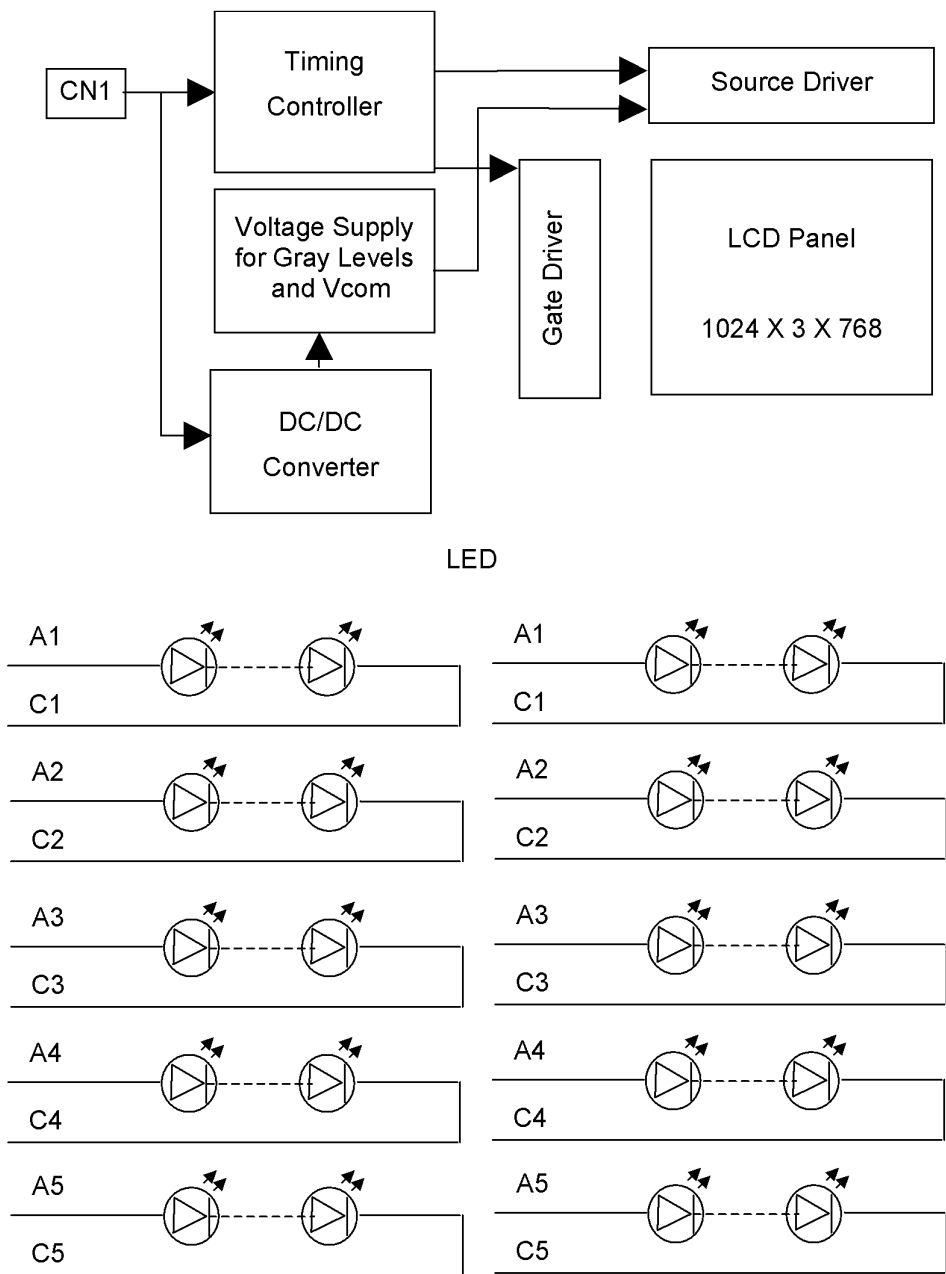 Timing
Controller
CN1
Source Driver
Voltage Supply
for Gray Levels
and Vcom
Gate Driver
LCD Panel
1024 X 3 X 768
DC/DC
Converter
LED
A1
C1
A2
C2
A3
C3
A4
C4
A5
C5
A1
C1
A2
C2
A3
C3
A4
C4
A5
C5